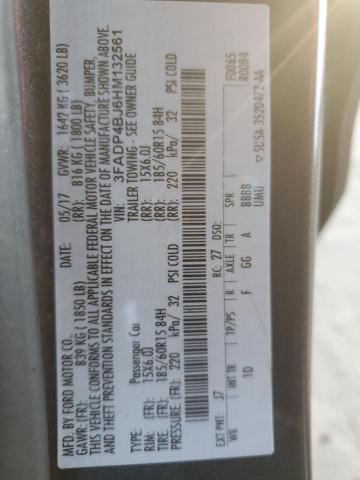 MFD. BY FORD MOTOR CO.
05/17 GVWR: 1642 KG ( 3620 LB)
GAWR: (FR): 839 KG ( 1850 LB) (RR): 816 KG ( 1800 LB)
THIS VEHICLE CONFORMS TO ALL APPLICABLE FEDERAL MOTOR VEHICLE SAFETY, BUMPER,
AND THEFT PREVENTION STANDARDS IN EFFECT ON THE DATE OF MANUFACTURE SHOWN ABOVE.
VIN: 3FADP4BJ6HM132561
TYPE: Passenger Car TRAILER TOWING - SEE OWNER GUIDE
RIM: (FR): 15X6.0J (RR): 15X6.0J
TIRE: (FR): 185/60R15 84H (RR): 185/60R15 84H
PRESSURE: (FR): 220 kPa/ 32 PSI COLD (RR): 220 kPa/ 32 PSI COLD
EXT PNT: J7 RC: 27 DSO: F0065
WB INT TR TP/PS R AXLE TR SPR R0084
1D F GG A BBBB
UMU
▽ 5U5A-3520472-AA